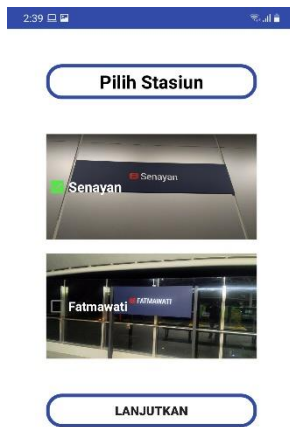 2:39
Pilih Stasiun
Senayan
Senayan
FATMAWATI
Fatmawati
LANJUTKAN